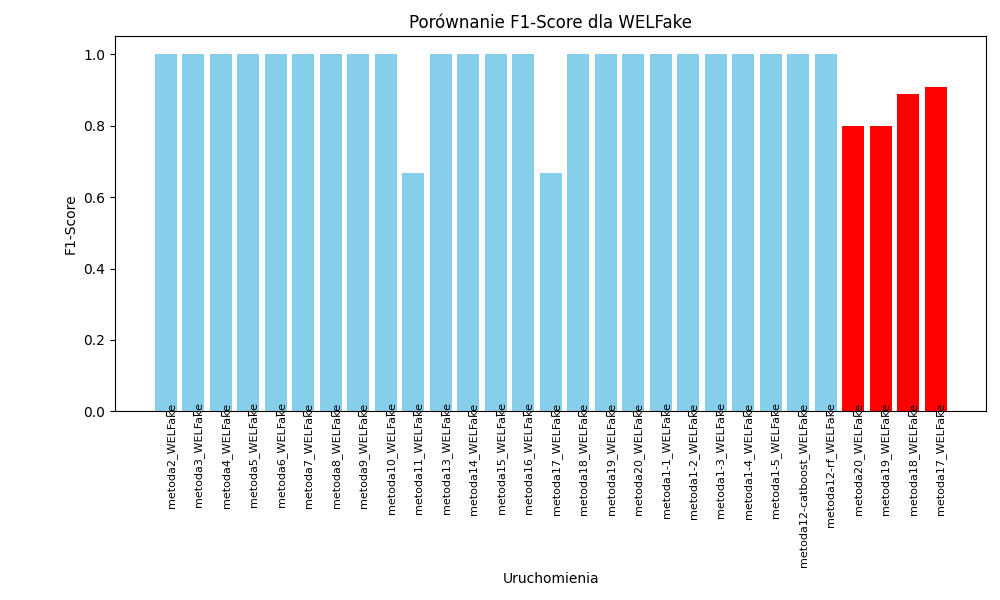 Porównanie F1-Score dla WELFake
1.0
0.8
0.6
0.4
0.2
0.0
F1-Score
metoda2_WELFake
metoda3_WELFake
metoda4_WELFake
metoda5_WELFake
metoda6_WELFake
metoda7_WELFake
metoda8_WELFake
metoda9_WELFake
metoda10_WELFake
metoda11_WELFake
metoda13_WELFake
metoda14_WELFake
metoda15_WELFake
metoda16_WELFake
metoda17_WELFake
metoda18_WELFake
metoda19_WELFake
metoda20_WELFake
metoda1-1_WELFake
metoda1-2_WELFake
metoda1-3_WELFake
metoda1-4_WELFake
metoda1-5_WELFake
metoda12-catboost_WELFake
metoda12-rf_WELFake
metoda20_WELFake
metoda19_WELFake
metoda18_WELFake
metoda17_WELFake
Uruchomienia